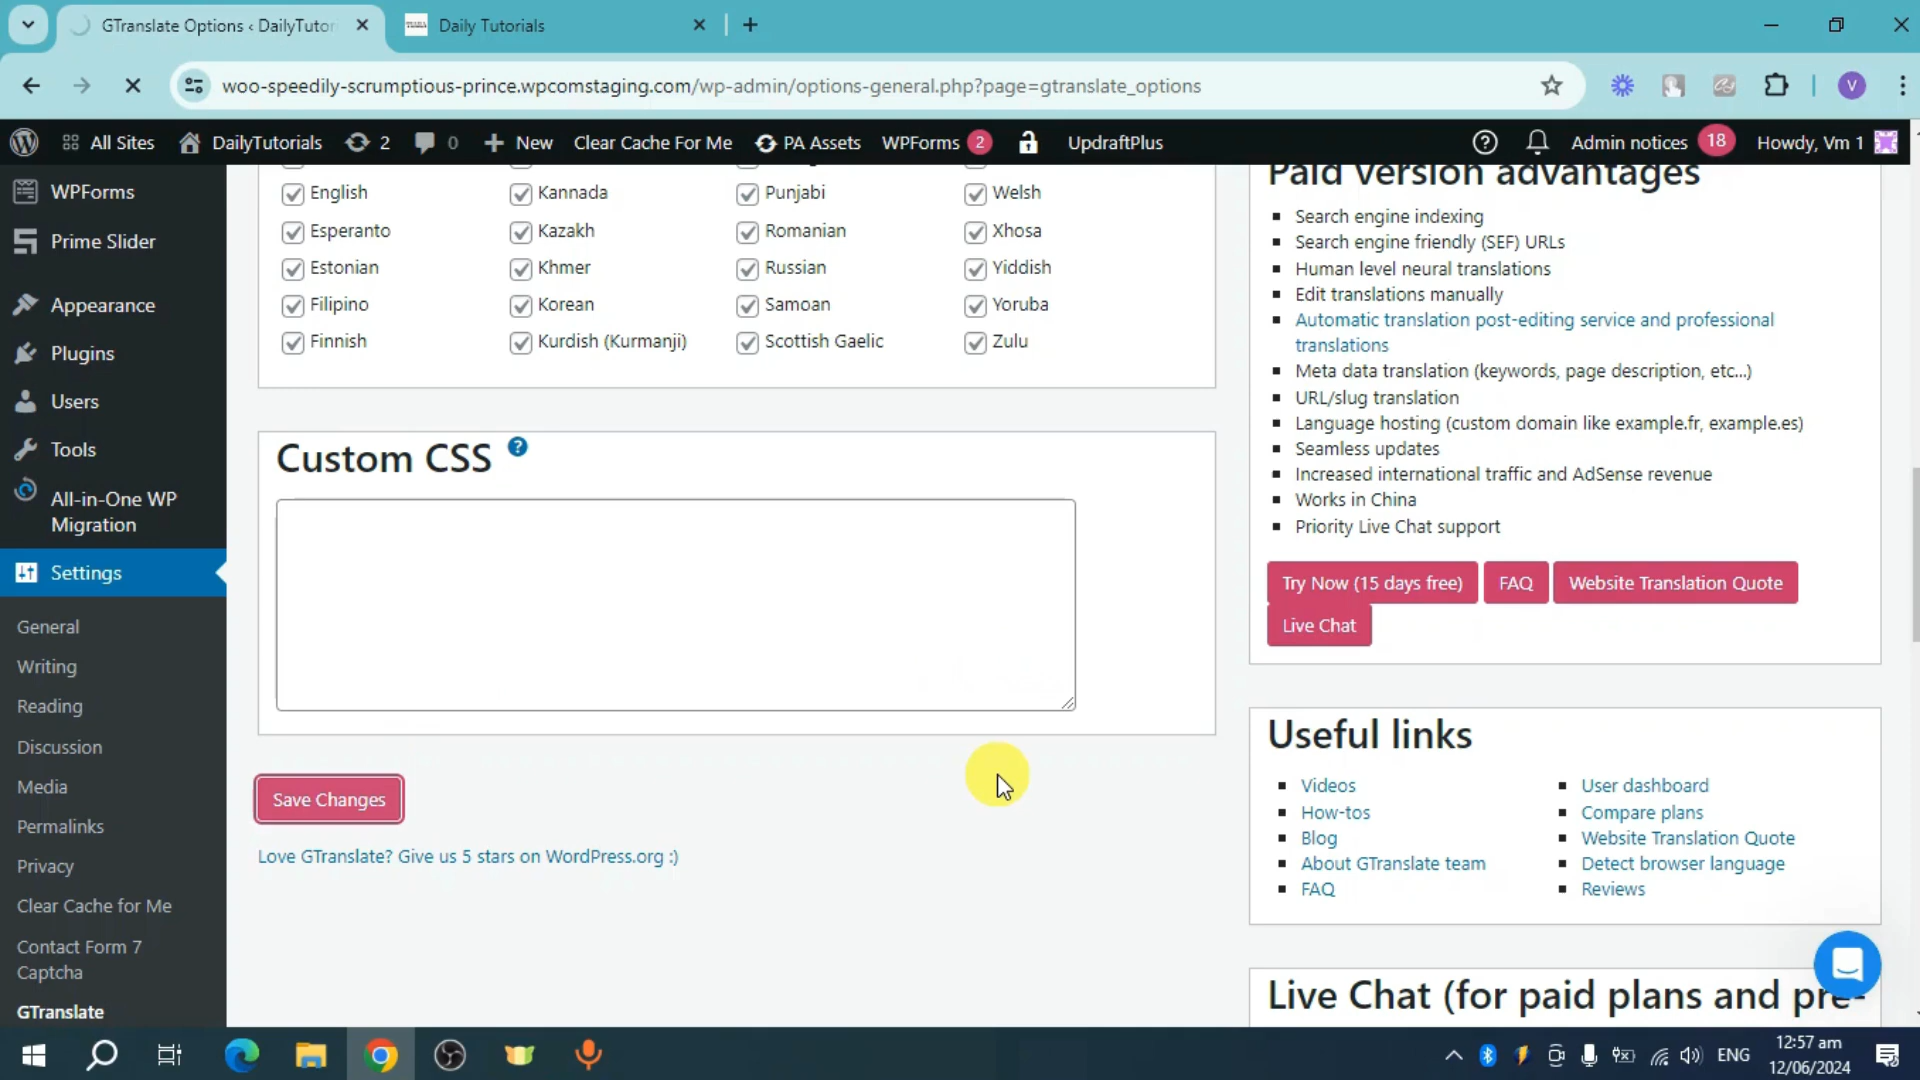 GTranslate Options ‹ DailyTutor
Daily Tutorials
woo-speedily-scrumptious-prince.wpcomstaging.com/wp-admin/options-general.php?page=gtranslate_options
V
All Sites
DailyTutorials
2
0
New
Clear Cache For Me
PA Assets
WPForms 2
UpdraftPlus
Admin notices 18
Howdy, Vm 1
WPForms
Prime Slider
Appearance
Plugins
Users
Tools
All-in-One WP
Migration
Settings
General
Writing
Reading
Discussion
Media
Permalinks
Privacy
Clear Cache for Me
Contact Form 7
Captcha
GTranslate
English
Kannada
Punjabi
Welsh
Esperanto
Kazakh
Romanian
Xhosa
Estonian
Khmer
Russian
Yiddish
Filipino
Korean
Samoan
Yoruba
Finnish
Kurdish (Kurmanji)
Scottish Gaelic
Zulu
Custom CSS ?
Save Changes
Love GTranslate? Give us 5 stars on WordPress.org :)
Paid version advantages
Search engine indexing
Search engine friendly (SEF) URLs
Human level neural translations
Edit translations manually
Automatic translation post-editing service and professional
translations
Meta data translation (keywords, page description, etc...)
URL/slug translation
Language hosting (custom domain like example.fr, example.es)
Seamless updates
Increased international traffic and AdSense revenue
Works in China
Priority Live Chat support
Try Now (15 days free)
FAQ
Website Translation Quote
Live Chat
Useful links
Videos
How-tos
Blog
About GTranslate team
FAQ
User dashboard
Compare plans
Website Translation Quote
Detect browser language
Reviews
Live Chat (for paid plans and pre-
ENG
12:57 am
12/06/2024